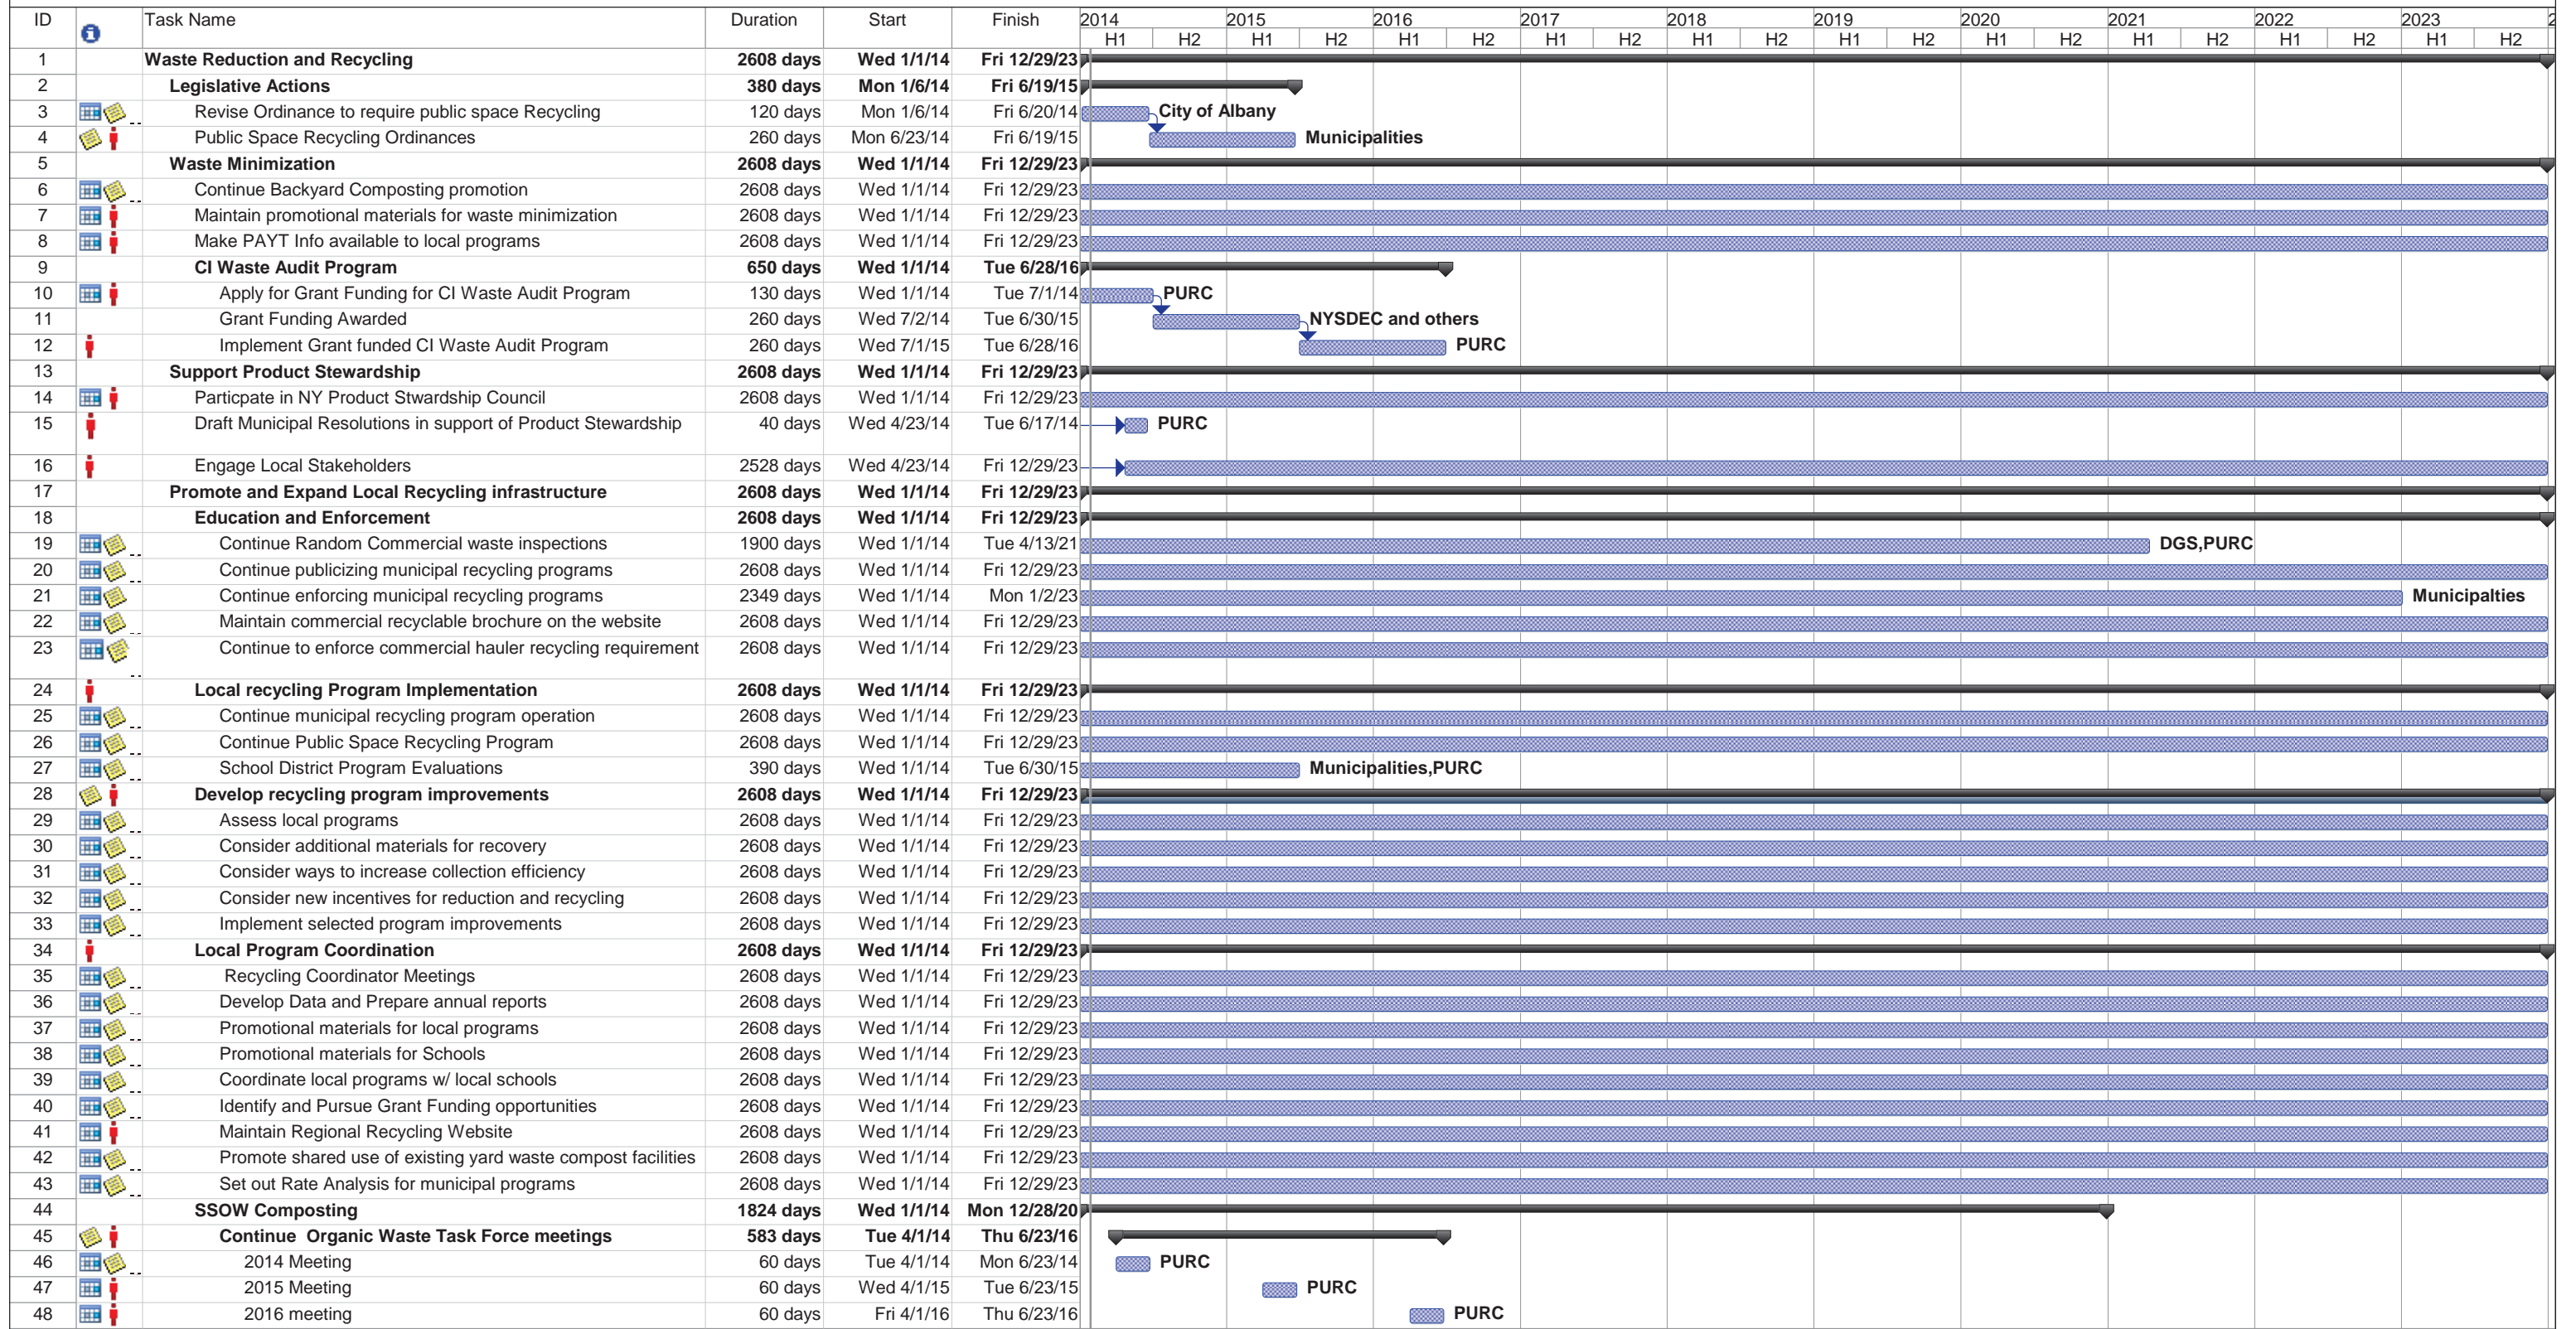 ID Task Name Duration Start Finish 2014 2015 2016 2017 2018 2019 2020 2021 2022 2023 2
H1 H2 H1 H2 H1 H2 H1 H2 H1 H2 H1 H2 H1 H2 H1 H2 H1 H2 H1 H2
1 Waste Reduction and Recycling 2608 days Wed 1/1/14 Fri 12/29/23
2 Legislative Actions 380 days Mon 1/6/14 Fri 6/19/15
3 Revise Ordinance to require public space Recycling 120 days Mon 1/6/14 Fri 6/20/14 City of Albany
4 Public Space Recycling Ordinances 260 days Mon 6/23/14 Fri 6/19/15 Municipalities
5 Waste Minimization 2608 days Wed 1/1/14 Fri 12/29/23
6 Continue Backyard Composting promotion 2608 days Wed 1/1/14 Fri 12/29/23
7 Maintain promotional materials for waste minimization 2608 days Wed 1/1/14 Fri 12/29/23
8 Make PAYT Info available to local programs 2608 days Wed 1/1/14 Fri 12/29/23
9 CI Waste Audit Program 650 days Wed 1/1/14 Tue 6/28/16
10 Apply for Grant Funding for CI Waste Audit Program 130 days Wed 1/1/14 Tue 7/1/14 PURC
11 Grant Funding Awarded 260 days Wed 7/2/14 Tue 6/30/15 NYSDEC and others
12 Implement Grant funded CI Waste Audit Program 260 days Wed 7/1/15 Tue 6/28/16 PURC
13 Support Product Stewardship 2608 days Wed 1/1/14 Fri 12/29/23
14 Particpate in NY Product Stwardship Council 2608 days Wed 1/1/14 Fri 12/29/23
15 Draft Municipal Resolutions in support of Product Stewardship 40 days Wed 4/23/14 Tue 6/17/14 PURC
16 Engage Local Stakeholders 2528 days Wed 4/23/14 Fri 12/29/23
17 Promote and Expand Local Recycling infrastructure 2608 days Wed 1/1/14 Fri 12/29/23
18 Education and Enforcement 2608 days Wed 1/1/14 Fri 12/29/23
19 Continue Random Commercial waste inspections 1900 days Wed 1/1/14 Tue 4/13/21 DGS,PURC
20 Continue publicizing municipal recycling programs 2608 days Wed 1/1/14 Fri 12/29/23
21 Continue enforcing municipal recycling programs 2349 days Wed 1/1/14 Mon 1/2/23 Municipalties
22 Maintain commercial recyclable brochure on the website 2608 days Wed 1/1/14 Fri 12/29/23
23 Continue to enforce commercial hauler recycling requirement 2608 days Wed 1/1/14 Fri 12/29/23
24 Local recycling Program Implementation 2608 days Wed 1/1/14 Fri 12/29/23
25 Continue municipal recycling program operation 2608 days Wed 1/1/14 Fri 12/29/23
26 Continue Public Space Recycling Program 2608 days Wed 1/1/14 Fri 12/29/23
27 School District Program Evaluations 390 days Wed 1/1/14 Tue 6/30/15 Municipalities,PURC
28 Develop recycling program improvements 2608 days Wed 1/1/14 Fri 12/29/23
29 Assess local programs 2608 days Wed 1/1/14 Fri 12/29/23
30 Consider additional materials for recovery 2608 days Wed 1/1/14 Fri 12/29/23
31 Consider ways to increase collection efficiency 2608 days Wed 1/1/14 Fri 12/29/23
32 Consider new incentives for reduction and recycling 2608 days Wed 1/1/14 Fri 12/29/23
33 Implement selected program improvements 2608 days Wed 1/1/14 Fri 12/29/23
34 Local Program Coordination 2608 days Wed 1/1/14 Fri 12/29/23
35 Recycling Coordinator Meetings 2608 days Wed 1/1/14 Fri 12/29/23
36 Develop Data and Prepare annual reports 2608 days Wed 1/1/14 Fri 12/29/23
37 Promotional materials for local programs 2608 days Wed 1/1/14 Fri 12/29/23
38 Promotional materials for Schools 2608 days Wed 1/1/14 Fri 12/29/23
39 Coordinate local programs w/ local schools 2608 days Wed 1/1/14 Fri 12/29/23
40 Identify and Pursue Grant Funding opportunities 2608 days Wed 1/1/14 Fri 12/29/23
41 Maintain Regional Recycling Website 2608 days Wed 1/1/14 Fri 12/29/23
42 Promote shared use of existing yard waste compost facilities 2608 days Wed 1/1/14 Fri 12/29/23
43 Set out Rate Analysis for municipal programs 2608 days Wed 1/1/14 Fri 12/29/23
44 SSOW Composting 1824 days Wed 1/1/14 Mon 12/28/20
45 Continue Organic Waste Task Force meetings 583 days Tue 4/1/14 Thu 6/23/16
46 2014 Meeting 60 days Tue 4/1/14 Mon 6/23/14 PURC
47 2015 Meeting 60 days Wed 4/1/15 Tue 6/23/15 PURC
48 2016 meeting 60 days Fri 4/1/16 Thu 6/23/16 PURC